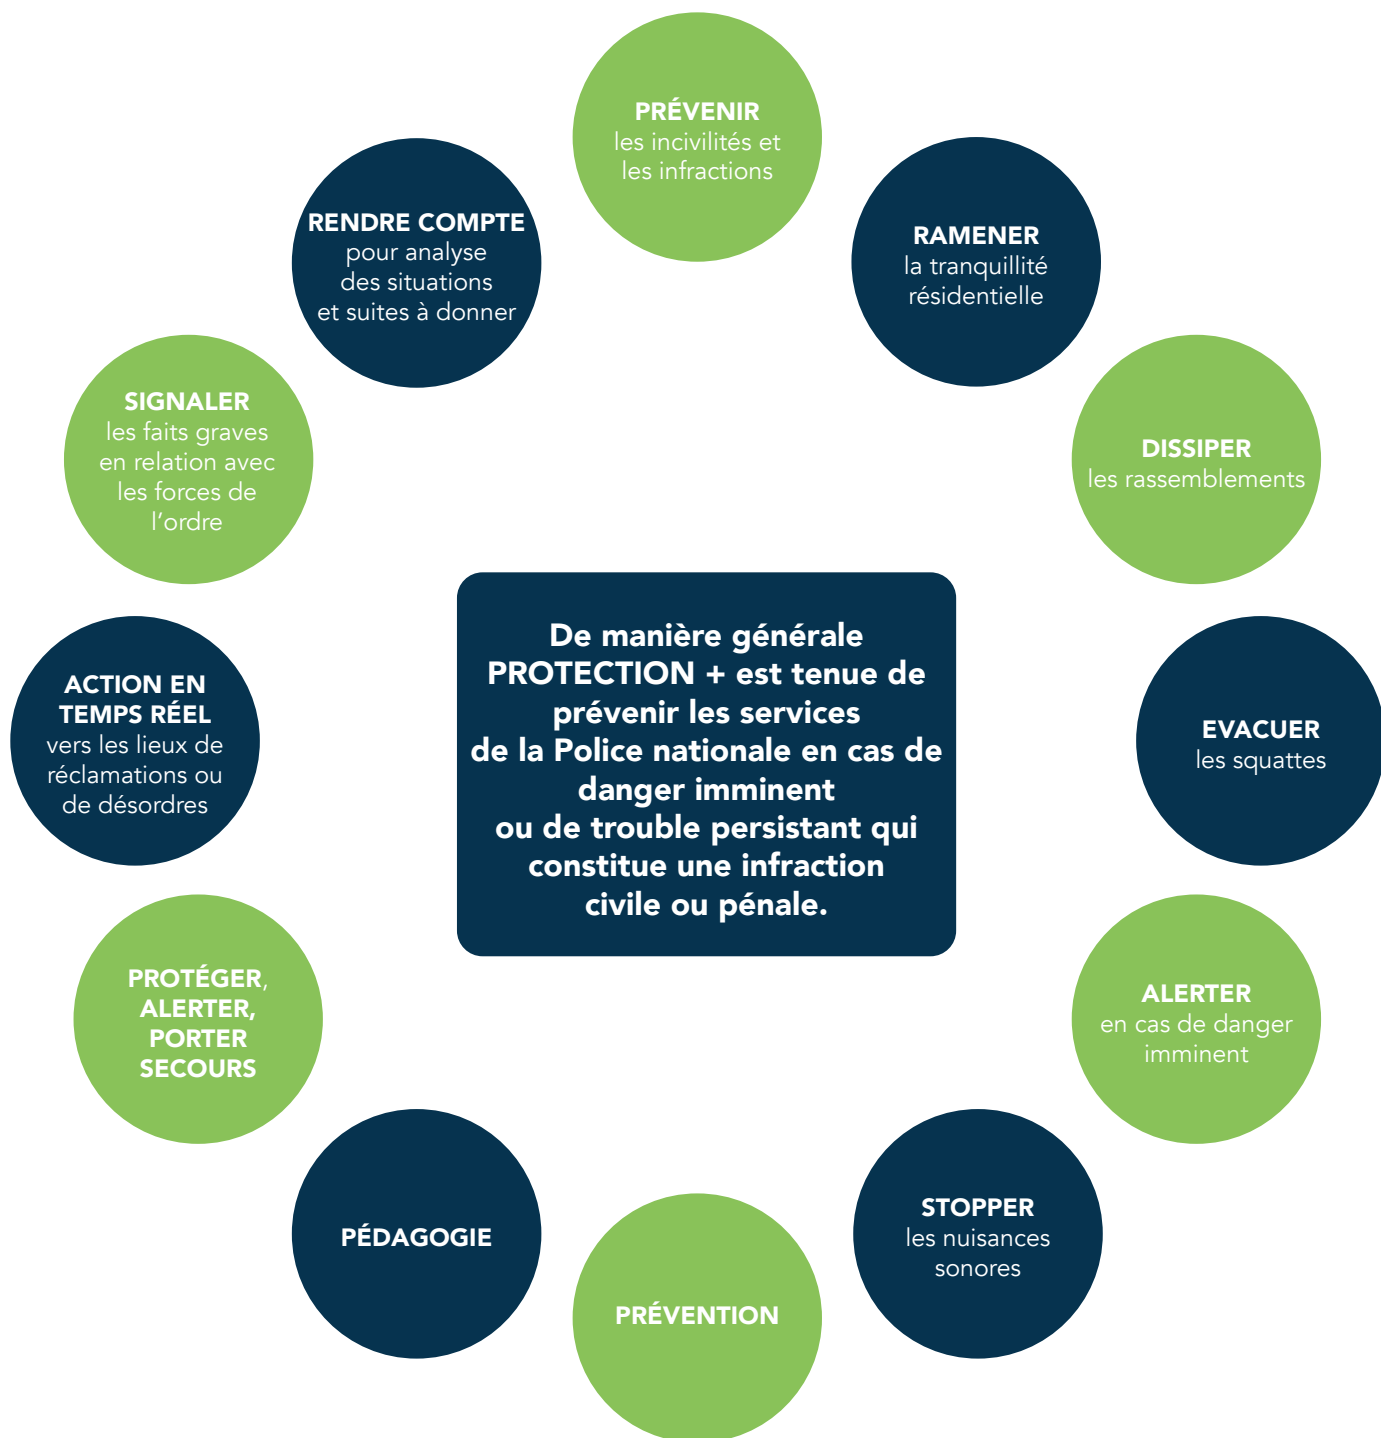 PRÉVENIR
les incivilités et
les infractions
RAMENER
la tranquillité
résidentielle
DISSIPER
les rassemblements
EVACUER
les squattes
ALERTER
en cas de danger
imminent
STOPPER
les nuisances
sonores
PRÉVENTION
PÉDAGOGIE
PROTÉGER,
ALERTER,
PORTER
SECOURS
ACTION EN
TEMPS RÉEL
vers les lieux de
réclamations ou
de désordres
SIGNALER
les faits graves
en relation avec
les forces de
l’ordre
RENDRE COMPTE
pour analyse
des situations
et suites à donner
De manière générale
PROTECTION + est tenue de
prévenir les services
de la Police nationale en cas de
danger imminent
ou de trouble persistant qui
constitue une infraction
civile ou pénale.